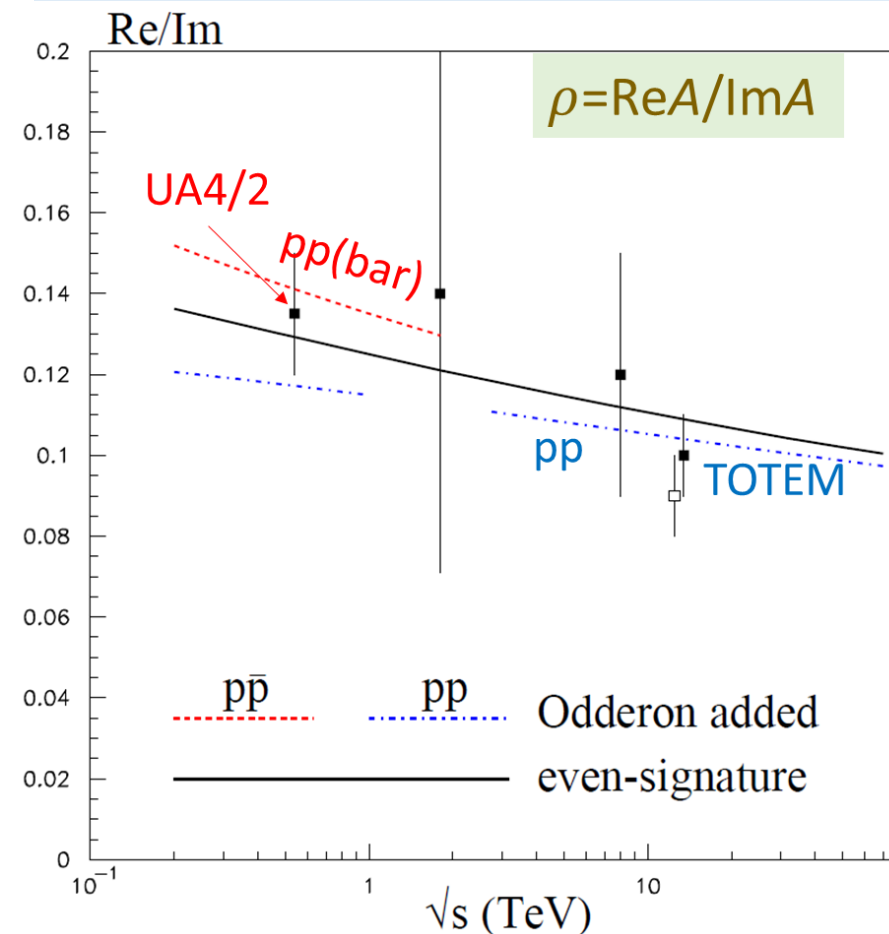 Re/Im
0.2
ρ=ReA/ImA
0.18
UA4/2
0.16
pp(bar)
0.14
0.12
pp
0.1
TOTEM
0.08
0.06
pp̄ pp
0.04
Odderon added
0.02
even-signature
0
10⁻¹ 1 10
√s (TeV)